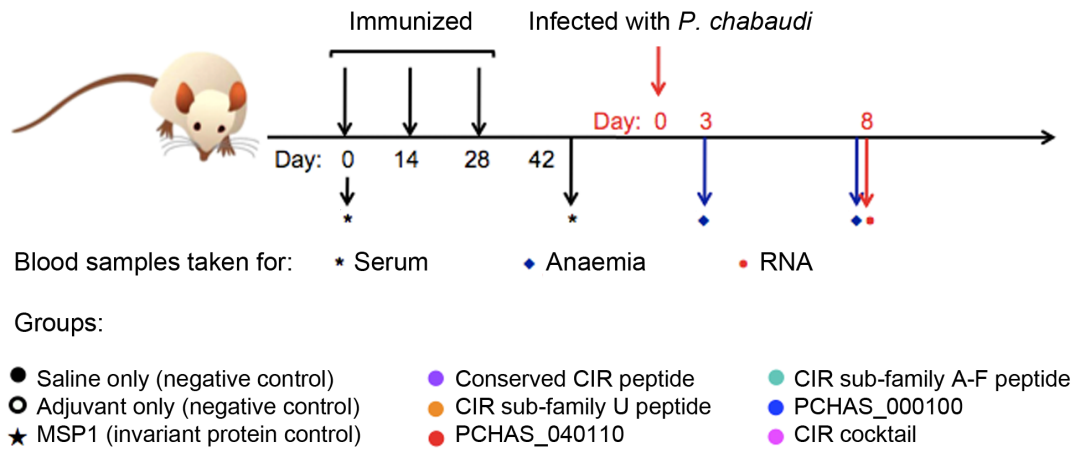 Immunized Infected with P. chabaudi
Day: 0 3 8
Day: 0 14 28 42
* * 
Blood samples taken for: * Serum ◆ Anaemia ● RNA
Groups:
● Saline only (negative control) ● Conserved CIR peptide ● CIR sub-family A-F peptide
○ Adjuvant only (negative control) ● CIR sub-family U peptide ● PCHAS_000100
★ MSP1 (invariant protein control) ● PCHAS_040110 ● CIR cocktail